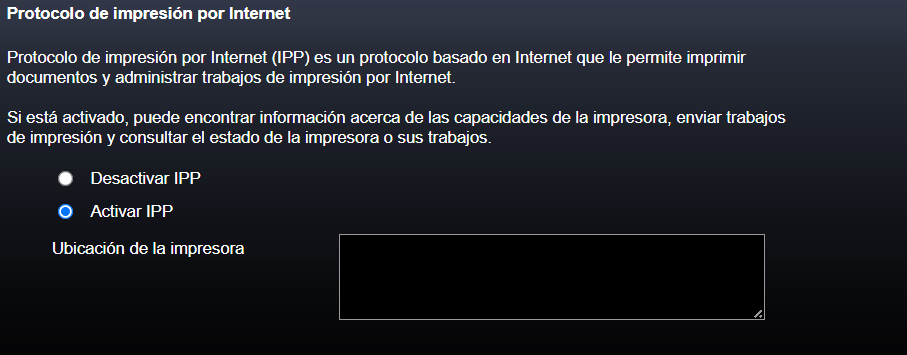 Protocolo de impresión por Internet
Protocolo de impresión por Internet (IPP) es un protocolo basado en Internet que le permite imprimir
documentos y administrar trabajos de impresión por Internet.
Si está activado, puede encontrar información acerca de las capacidades de la impresora, enviar trabajos
de impresión y consultar el estado de la impresora o sus trabajos.
Desactivar IPP
Activar IPP
Ubicación de la impresora